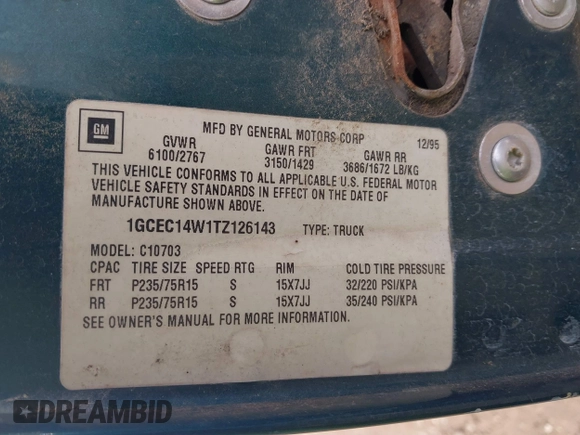 GM
MFD BY GENERAL MOTORS CORP 12/95
GVWR GAWR FRT GAWR RR
6100/2767 3150/1429 3686/1672 LB/KG
THIS VEHICLE CONFORMS TO ALL APPLICABLE U.S. FEDERAL MOTOR
VEHICLE SAFETY STANDARDS IN EFFECT ON THE DATE OF
MANUFACTURE SHOWN ABOVE.
1GCEC14W1TZ126143 TYPE: TRUCK
MODEL: C10703
CPAC TIRE SIZE SPEED RTG RIM COLD TIRE PRESSURE
FRT P235/75R15 S 15X7JJ 32/220 PSI/KPA
RR P235/75R15 S 15X7JJ 35/240 PSI/KPA
SEE OWNER'S MANUAL FOR MORE INFORMATION.
DREAMBID